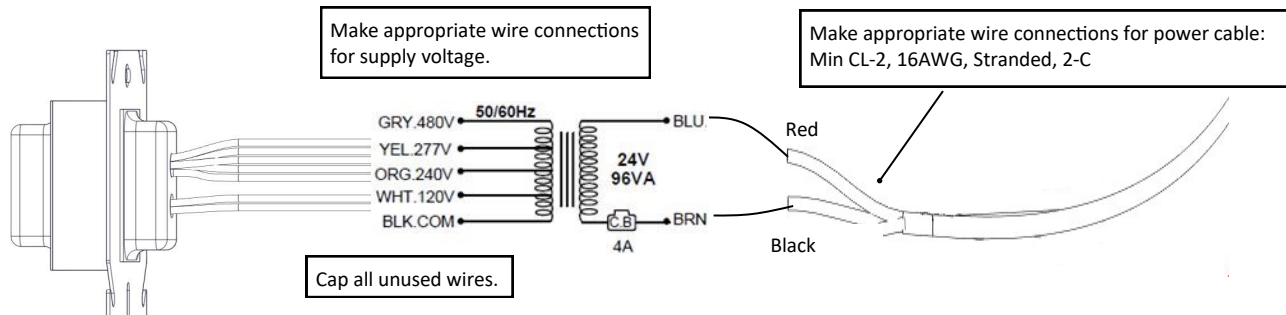 Make appropriate wire connections
for supply voltage.
Make appropriate wire connections for power cable:
Min CL-2, 16AWG, Stranded, 2-C
50/60Hz
GRY.480V
YEL.277V
ORG.240V
WHT.120V
BLK.COM
24V
96VA
C.B
4A
BLU.
BRN
Red
Black
Cap all unused wires.